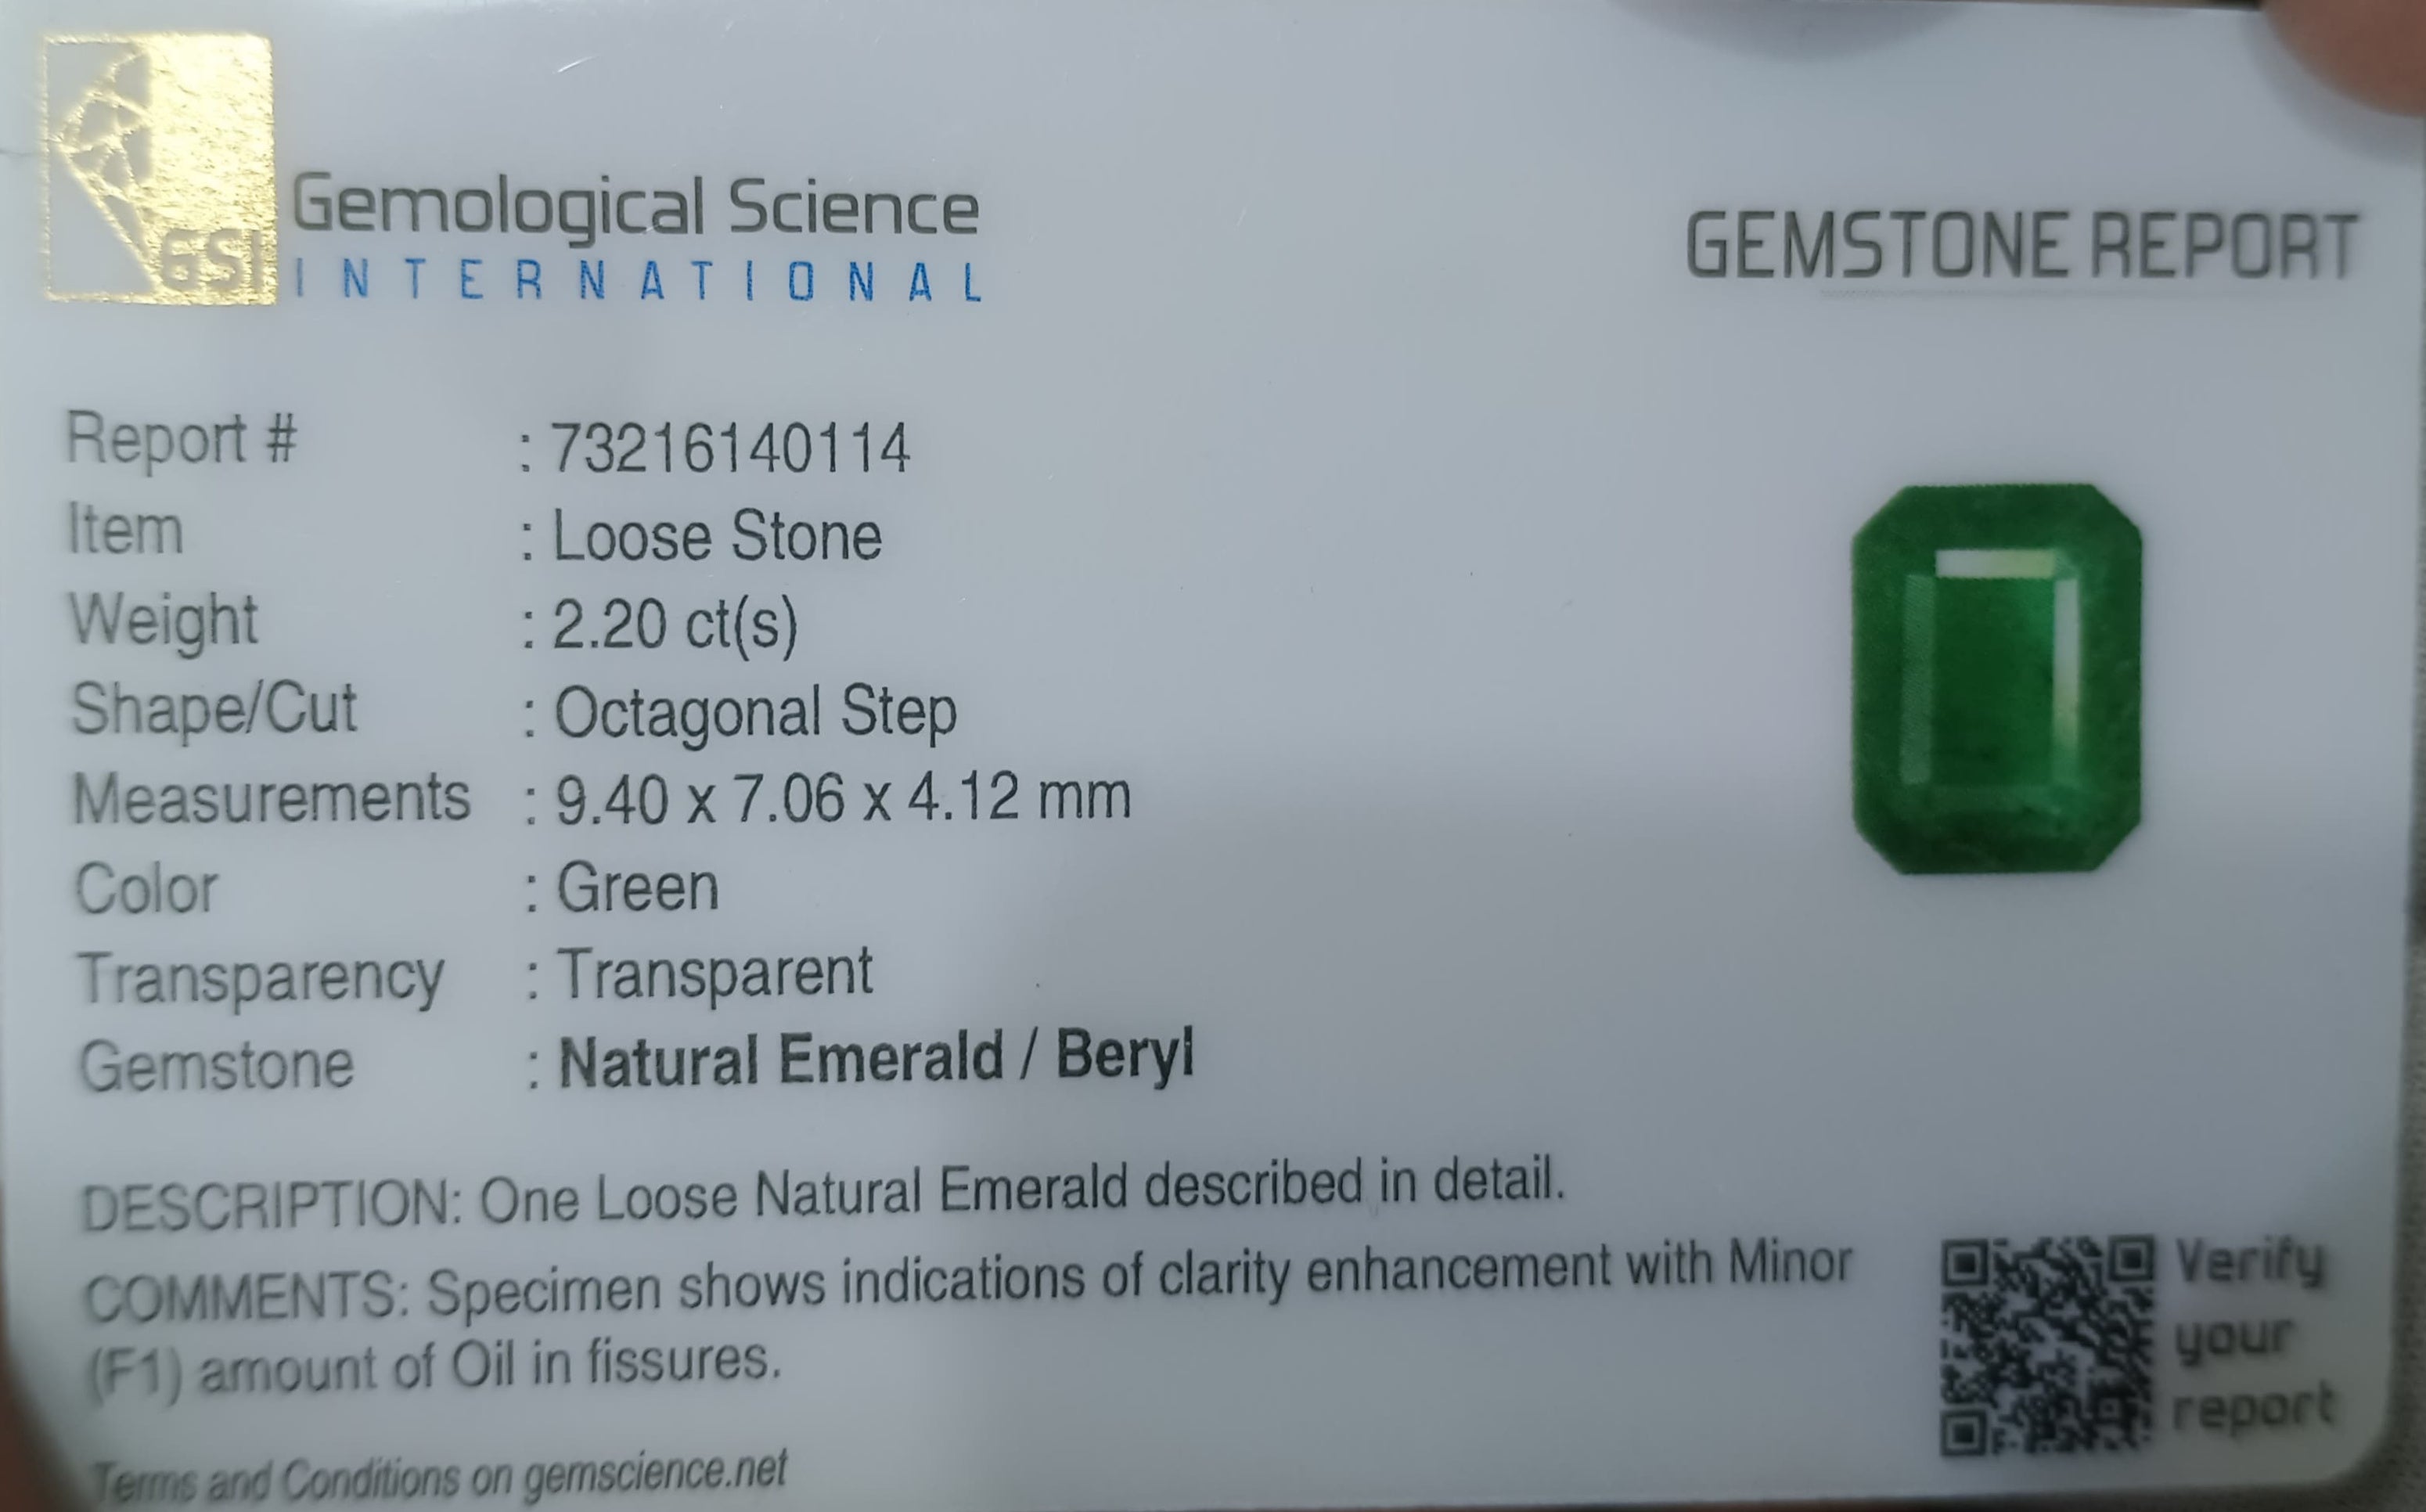 GSI
Gemological Science
INTERNATIONAL
GEMSTONE REPORT
Report # : 73216140114
Item : Loose Stone
Weight : 2.20 ct(s)
Shape/Cut : Octagonal Step
Measurements : 9.40 x 7.06 x 4.12 mm
Color : Green
Transparency : Transparent
Gemstone : Natural Emerald / Beryl
DESCRIPTION: One Loose Natural Emerald described in detail.
COMMENTS: Specimen shows indications of clarity enhancement with Minor
(F1) amount of Oil in fissures.
Verify
your
report
Terms and Conditions on gemscience.net